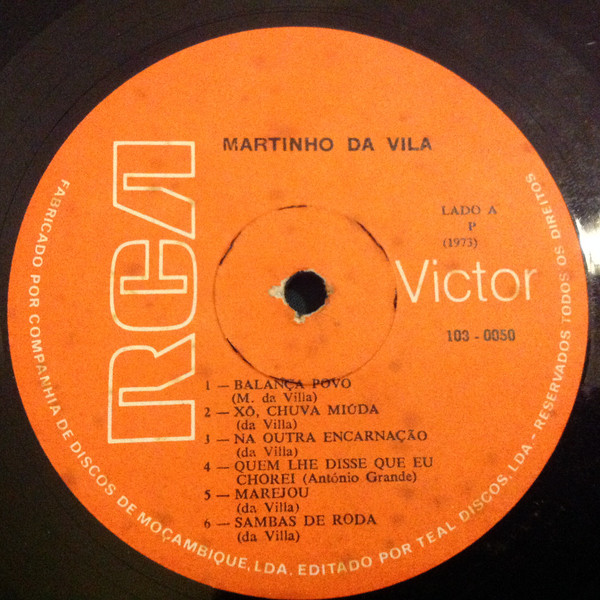 MARTINHO DA VILA
RCA
LADO A
P
(1973)
Victor
103 - 0050
1 — BALANÇA POVO
(M. da Villa)
2 — XÔ, CHUVA MIÚDA
(da Villa)
3 — NA OUTRA ENCARNAÇÃO
(da Villa)
4 — QUEM LHE DISSE QUE EU
CHOREI (António Grande)
5 — MAREJOU
(da Villa)
6 — SAMBAS DE RODA
(da Villa)
FABRICADO POR COMPANHIA DE DISCOS DE MOÇAMBIQUE, LDA. EDITADO POR TEAL DISCOS, LDA. - RESERVADOS TODOS OS DIREITOS